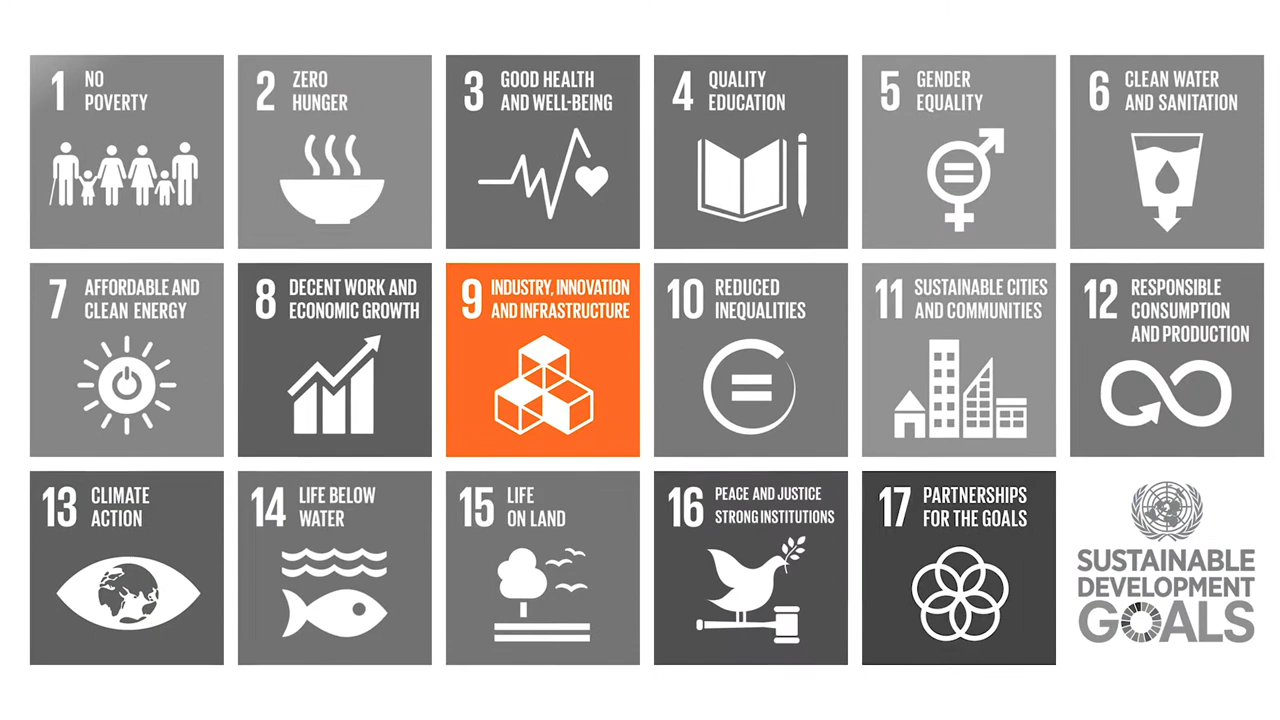 1 NO
POVERTY
2 ZERO
HUNGER
3 GOOD HEALTH
AND WELL-BEING
4 QUALITY
EDUCATION
5 GENDER
EQUALITY
6 CLEAN WATER
AND SANITATION
7 AFFORDABLE AND
CLEAN ENERGY
8 DECENT WORK AND
ECONOMIC GROWTH
9 INDUSTRY, INNOVATION
AND INFRASTRUCTURE
10 REDUCED
INEQUALITIES
11 SUSTAINABLE CITIES
AND COMMUNITIES
12 RESPONSIBLE
CONSUMPTION
AND PRODUCTION
13 CLIMATE
ACTION
14 LIFE BELOW
WATER
15 LIFE
ON LAND
16 PEACE AND JUSTICE
STRONG INSTITUTIONS
17 PARTNERSHIPS
FOR THE GOALS
SUSTAINABLE
DEVELOPMENT
GOALS